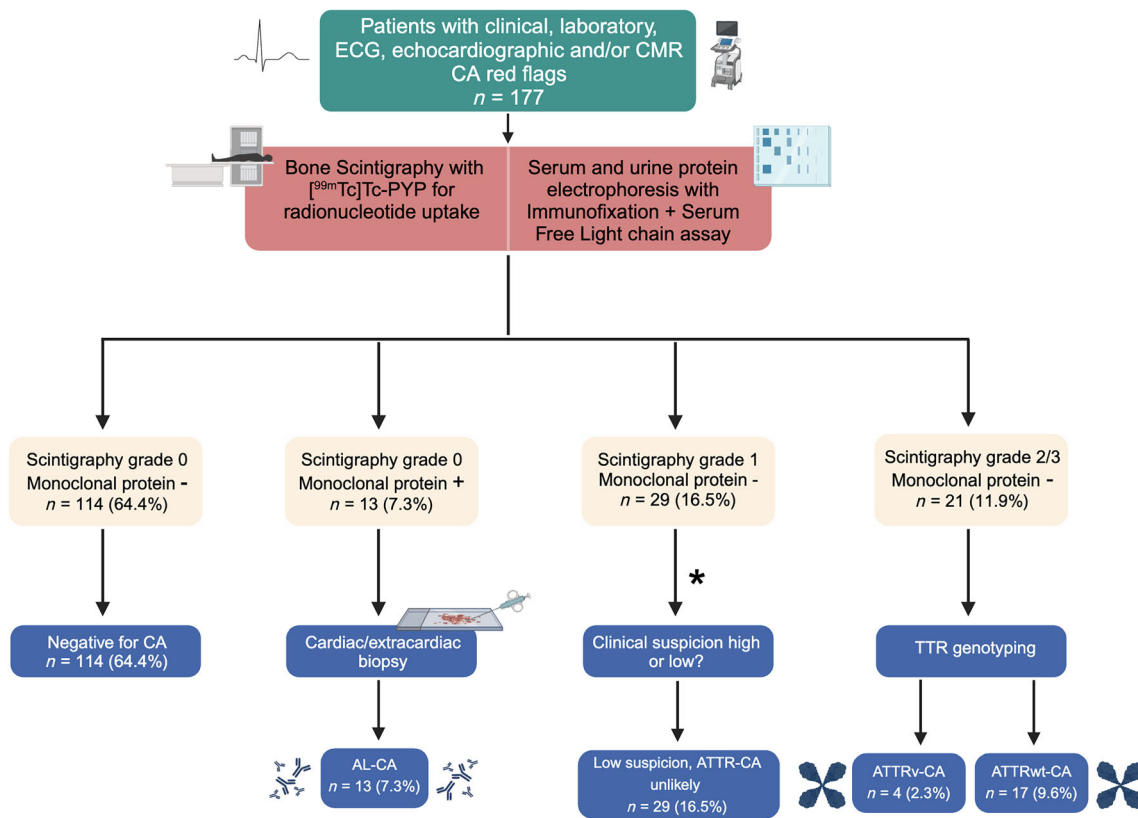 Patients with clinical, laboratory,
ECG, echocardiographic and/or CMR
CA red flags
n = 177
Bone Scintigraphy with
[99mTc]Tc-PYP for
radionucleotide uptake
Serum and urine protein
electrophoresis with
Immunofixation + Serum
Free Light chain assay
Scintigraphy grade 0
Monoclonal protein -
n = 114 (64.4%)
Scintigraphy grade 0
Monoclonal protein +
n = 13 (7.3%)
Scintigraphy grade 1
Monoclonal protein -
n = 29 (16.5%)
Scintigraphy grade 2/3
Monoclonal protein -
n = 21 (11.9%)
*
Negative for CA
n = 114 (64.4%)
Cardiac/extracardiac
biopsy
Clinical suspicion high
or low?
TTR genotyping
AL-CA
n = 13 (7.3%)
Low suspicion, ATTR-CA
unlikely
n = 29 (16.5%)
ATTRv-CA
n = 4 (2.3%)
ATTRwt-CA
n = 17 (9.6%)